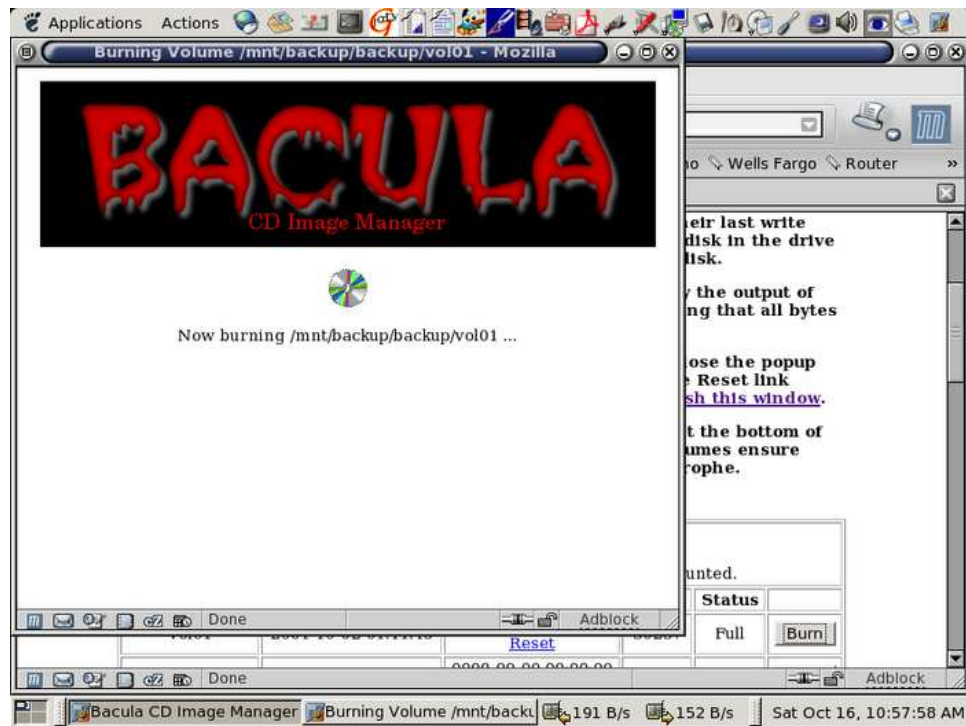 Applications Actions
Burning Volume /mnt/backup/backup/vol01 - Mozilla
BACULA
CD Image Manager
Now burning /mnt/backup/backup/vol01 ...
Done
Adblock
Wells Fargo
Router
»
eir last write
disk in the drive
disk.
the output of
ng that all bytes
ose the popup
Reset link
sh this window.
t the bottom of
umes ensure
rophe.
unted.
Status
Reset
Full
Burn
Done
Adblock
Bacula CD Image Manager
Burning Volume /mnt/backu
191 B/s
152 B/s
Sat Oct 16, 10:57:58 AM